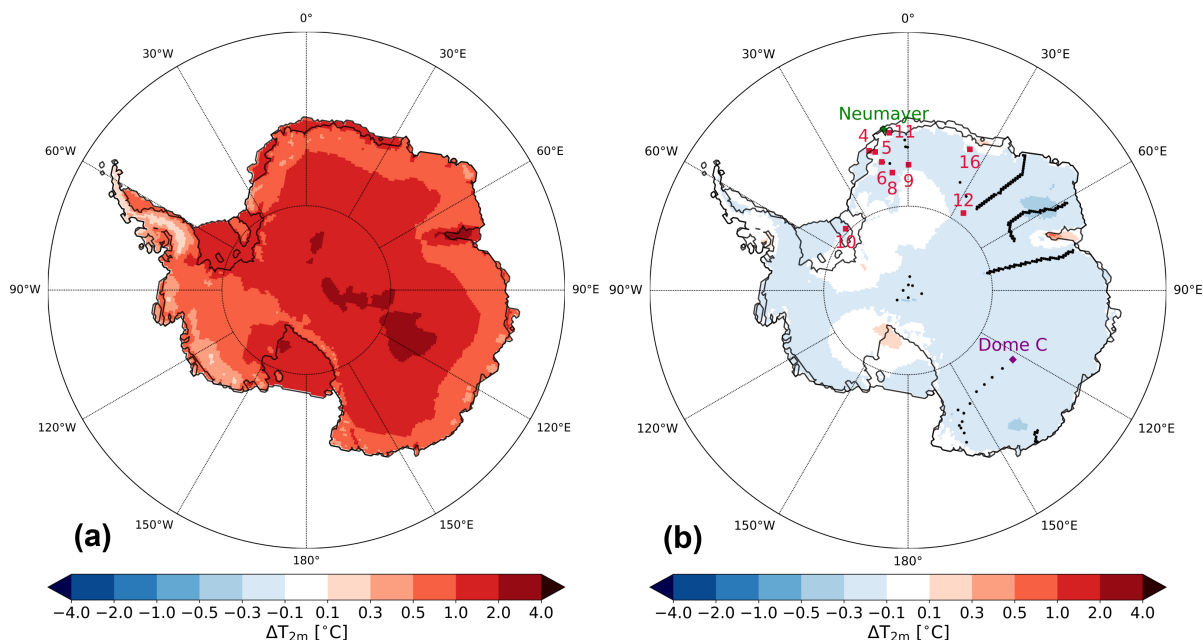 0°
30°W
30°E
60°W
60°E
90°W
90°E
120°W
120°E
150°W
150°E
180°
(a)
−4.0 −2.0 −1.0 −0.5 −0.3 −0.1 0.1 0.3 0.5 1.0 2.0 4.0
ΔT2m [°C]
0°
30°W
30°E
60°W
60°E
90°W
90°E
120°W
120°E
150°W
150°E
180°
Neumayer
11
4
5
16
6
8
9
12
10
Dome C
(b)
−4.0 −2.0 −1.0 −0.5 −0.3 −0.1 0.1 0.3 0.5 1.0 2.0 4.0
ΔT2m [°C]